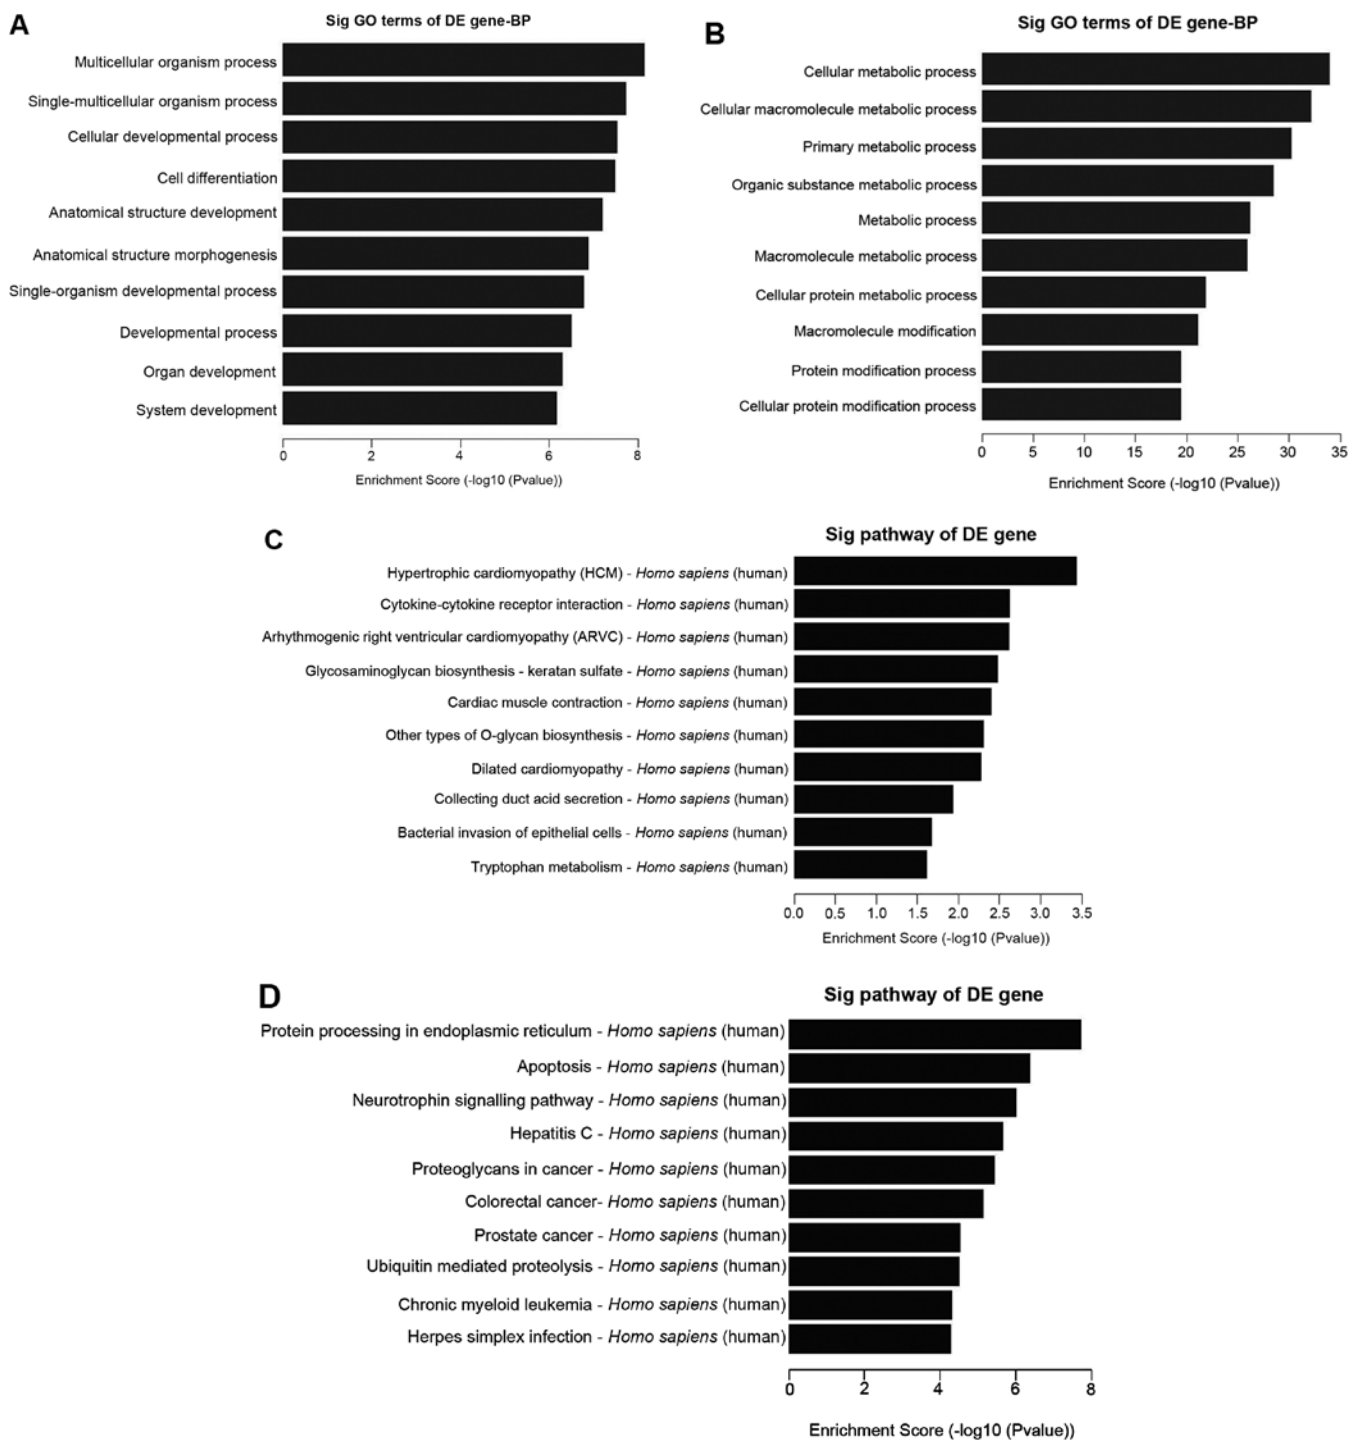 A
Sig GO terms of DE gene-BP
Multicellular organism process
Single-multicellular organism process
Cellular developmental process
Cell differentiation
Anatomical structure development
Anatomical structure morphogenesis
Single-organism developmental process
Developmental process
Organ development
System development
0 2 4 6 8
Enrichment Score (-log10 (Pvalue))
B
Sig GO terms of DE gene-BP
Cellular metabolic process
Cellular macromolecule metabolic process
Primary metabolic process
Organic substance metabolic process
Metabolic process
Macromolecule metabolic process
Cellular protein metabolic process
Macromolecule modification
Protein modification process
Cellular protein modification process
0 5 10 15 20 25 30 35
Enrichment Score (-log10 (Pvalue))
C
Sig pathway of DE gene
Hypertrophic cardiomyopathy (HCM) - Homo sapiens (human)
Cytokine-cytokine receptor interaction - Homo sapiens (human)
Arhythmogenic right ventricular cardiomyopathy (ARVC) - Homo sapiens (human)
Glycosaminoglycan biosynthesis - keratan sulfate - Homo sapiens (human)
Cardiac muscle contraction - Homo sapiens (human)
Other types of O-glycan biosynthesis - Homo sapiens (human)
Dilated cardiomyopathy - Homo sapiens (human)
Collecting duct acid secretion - Homo sapiens (human)
Bacterial invasion of epithelial cells - Homo sapiens (human)
Tryptophan metabolism - Homo sapiens (human)
0.0 0.5 1.0 1.5 2.0 2.5 3.0 3.5
Enrichment Score (-log10 (Pvalue))
D
Sig pathway of DE gene
Protein processing in endoplasmic reticulum - Homo sapiens (human)
Apoptosis - Homo sapiens (human)
Neurotrophin signalling pathway - Homo sapiens (human)
Hepatitis C - Homo sapiens (human)
Proteoglycans in cancer - Homo sapiens (human)
Colorectal cancer- Homo sapiens (human)
Prostate cancer - Homo sapiens (human)
Ubiquitin mediated proteolysis - Homo sapiens (human)
Chronic myeloid leukemia - Homo sapiens (human)
Herpes simplex infection - Homo sapiens (human)
0 2 4 6 8
Enrichment Score (-log10 (Pvalue))